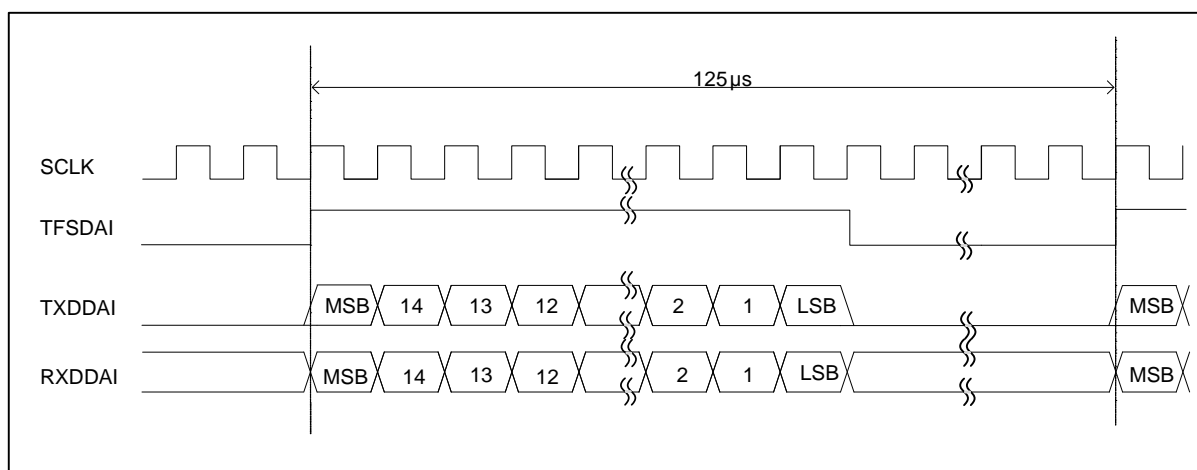 125µs
SCLK
TFSDAI
TXDDAI MSB 14 13 12 2 1 LSB MSB
RXDDAI MSB 14 13 12 2 1 LSB MSB